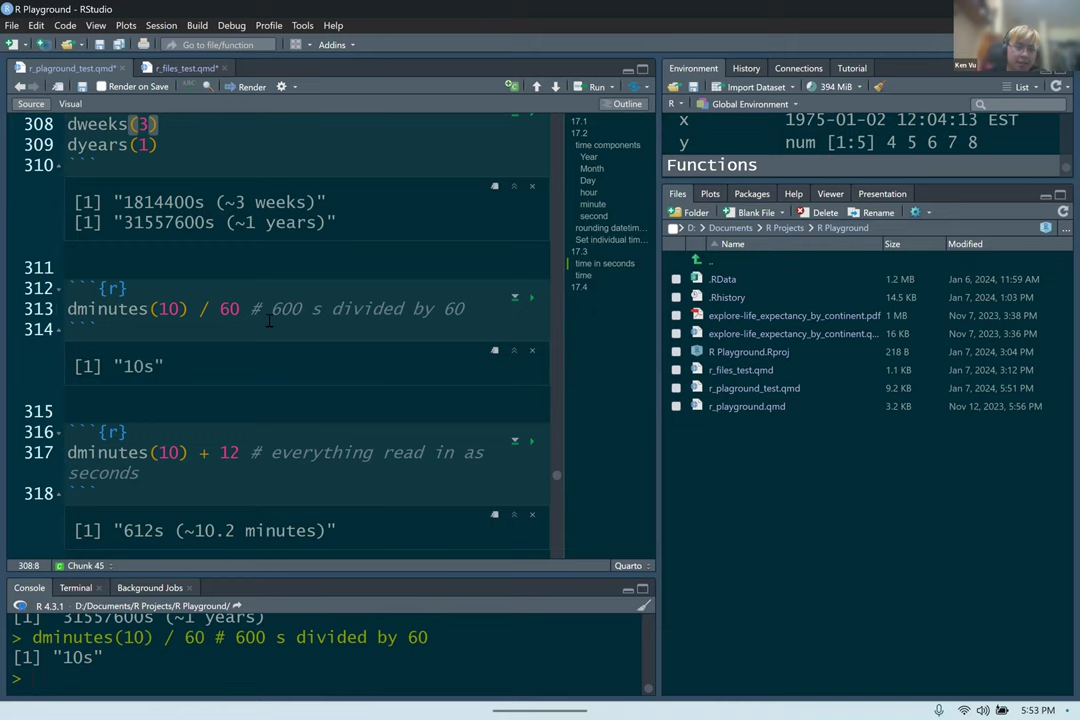 R Playground - RStudio
File Edit Code View Plots Session Build Debug Profile Tools Help
Go to file/function Addins
Ken Vu
r_plaground_test.qmd* r_files_test.qmd*
Render on Save ABC Render Run
Source Visual Outline
308 dweeks(3)
309 dyears(1)
310 ```
[1] "1814400s (~3 weeks)"
[1] "31557600s (~1 years)"
311
312 ```{r}
313 dminutes(10) / 60 # 600 s divided by 60
314 ```
[1] "10s"
315
316 ```{r}
317 dminutes(10) + 12 # everything read in as
seconds
318 ```
[1] "612s (~10.2 minutes)"
17.1
17.2
time components
Year
Month
Day
hour
minute
second
rounding datetim...
Set individual tim...
17.3
time in seconds
time
17.4
308:8 Chunk 45 Quarto
Console Terminal Background Jobs
R 4.3.1 · D:/Documents/R Projects/R Playground/
[1] "31557600s (~1 years)"
> dminutes(10) / 60 # 600 s divided by 60
[1] "10s"
>
Environment History Connections Tutorial
Import Dataset 394 MiB List
R Global Environment
x 1975-01-02 12:04:13 EST
y num [1:5] 4 5 6 7 8
Functions
Files Plots Packages Help Viewer Presentation
Folder Blank File Delete Rename
D: Documents R Projects R Playground ...
Name Size Modified
..
.RData 1.2 MB Jan 6, 2024, 11:59 AM
.Rhistory 14.5 KB Jan 7, 2024, 1:03 PM
explore-life_expectancy_by_continent.pdf 1 MB Nov 7, 2023, 3:38 PM
explore-life_expectancy_by_continent.q... 36 KB Nov 7, 2023, 3:38 PM
R Playground.Rproj 218 B Jan 7, 2024, 3:04 PM
r_files_test.qmd 1.1 KB Jan 7, 2024, 3:12 PM
r_plaground_test.qmd 9.2 KB Jan 7, 2024, 5:51 PM
r_playground.qmd 3.2 KB Nov 12, 2023, 5:56 PM
5:53 PM